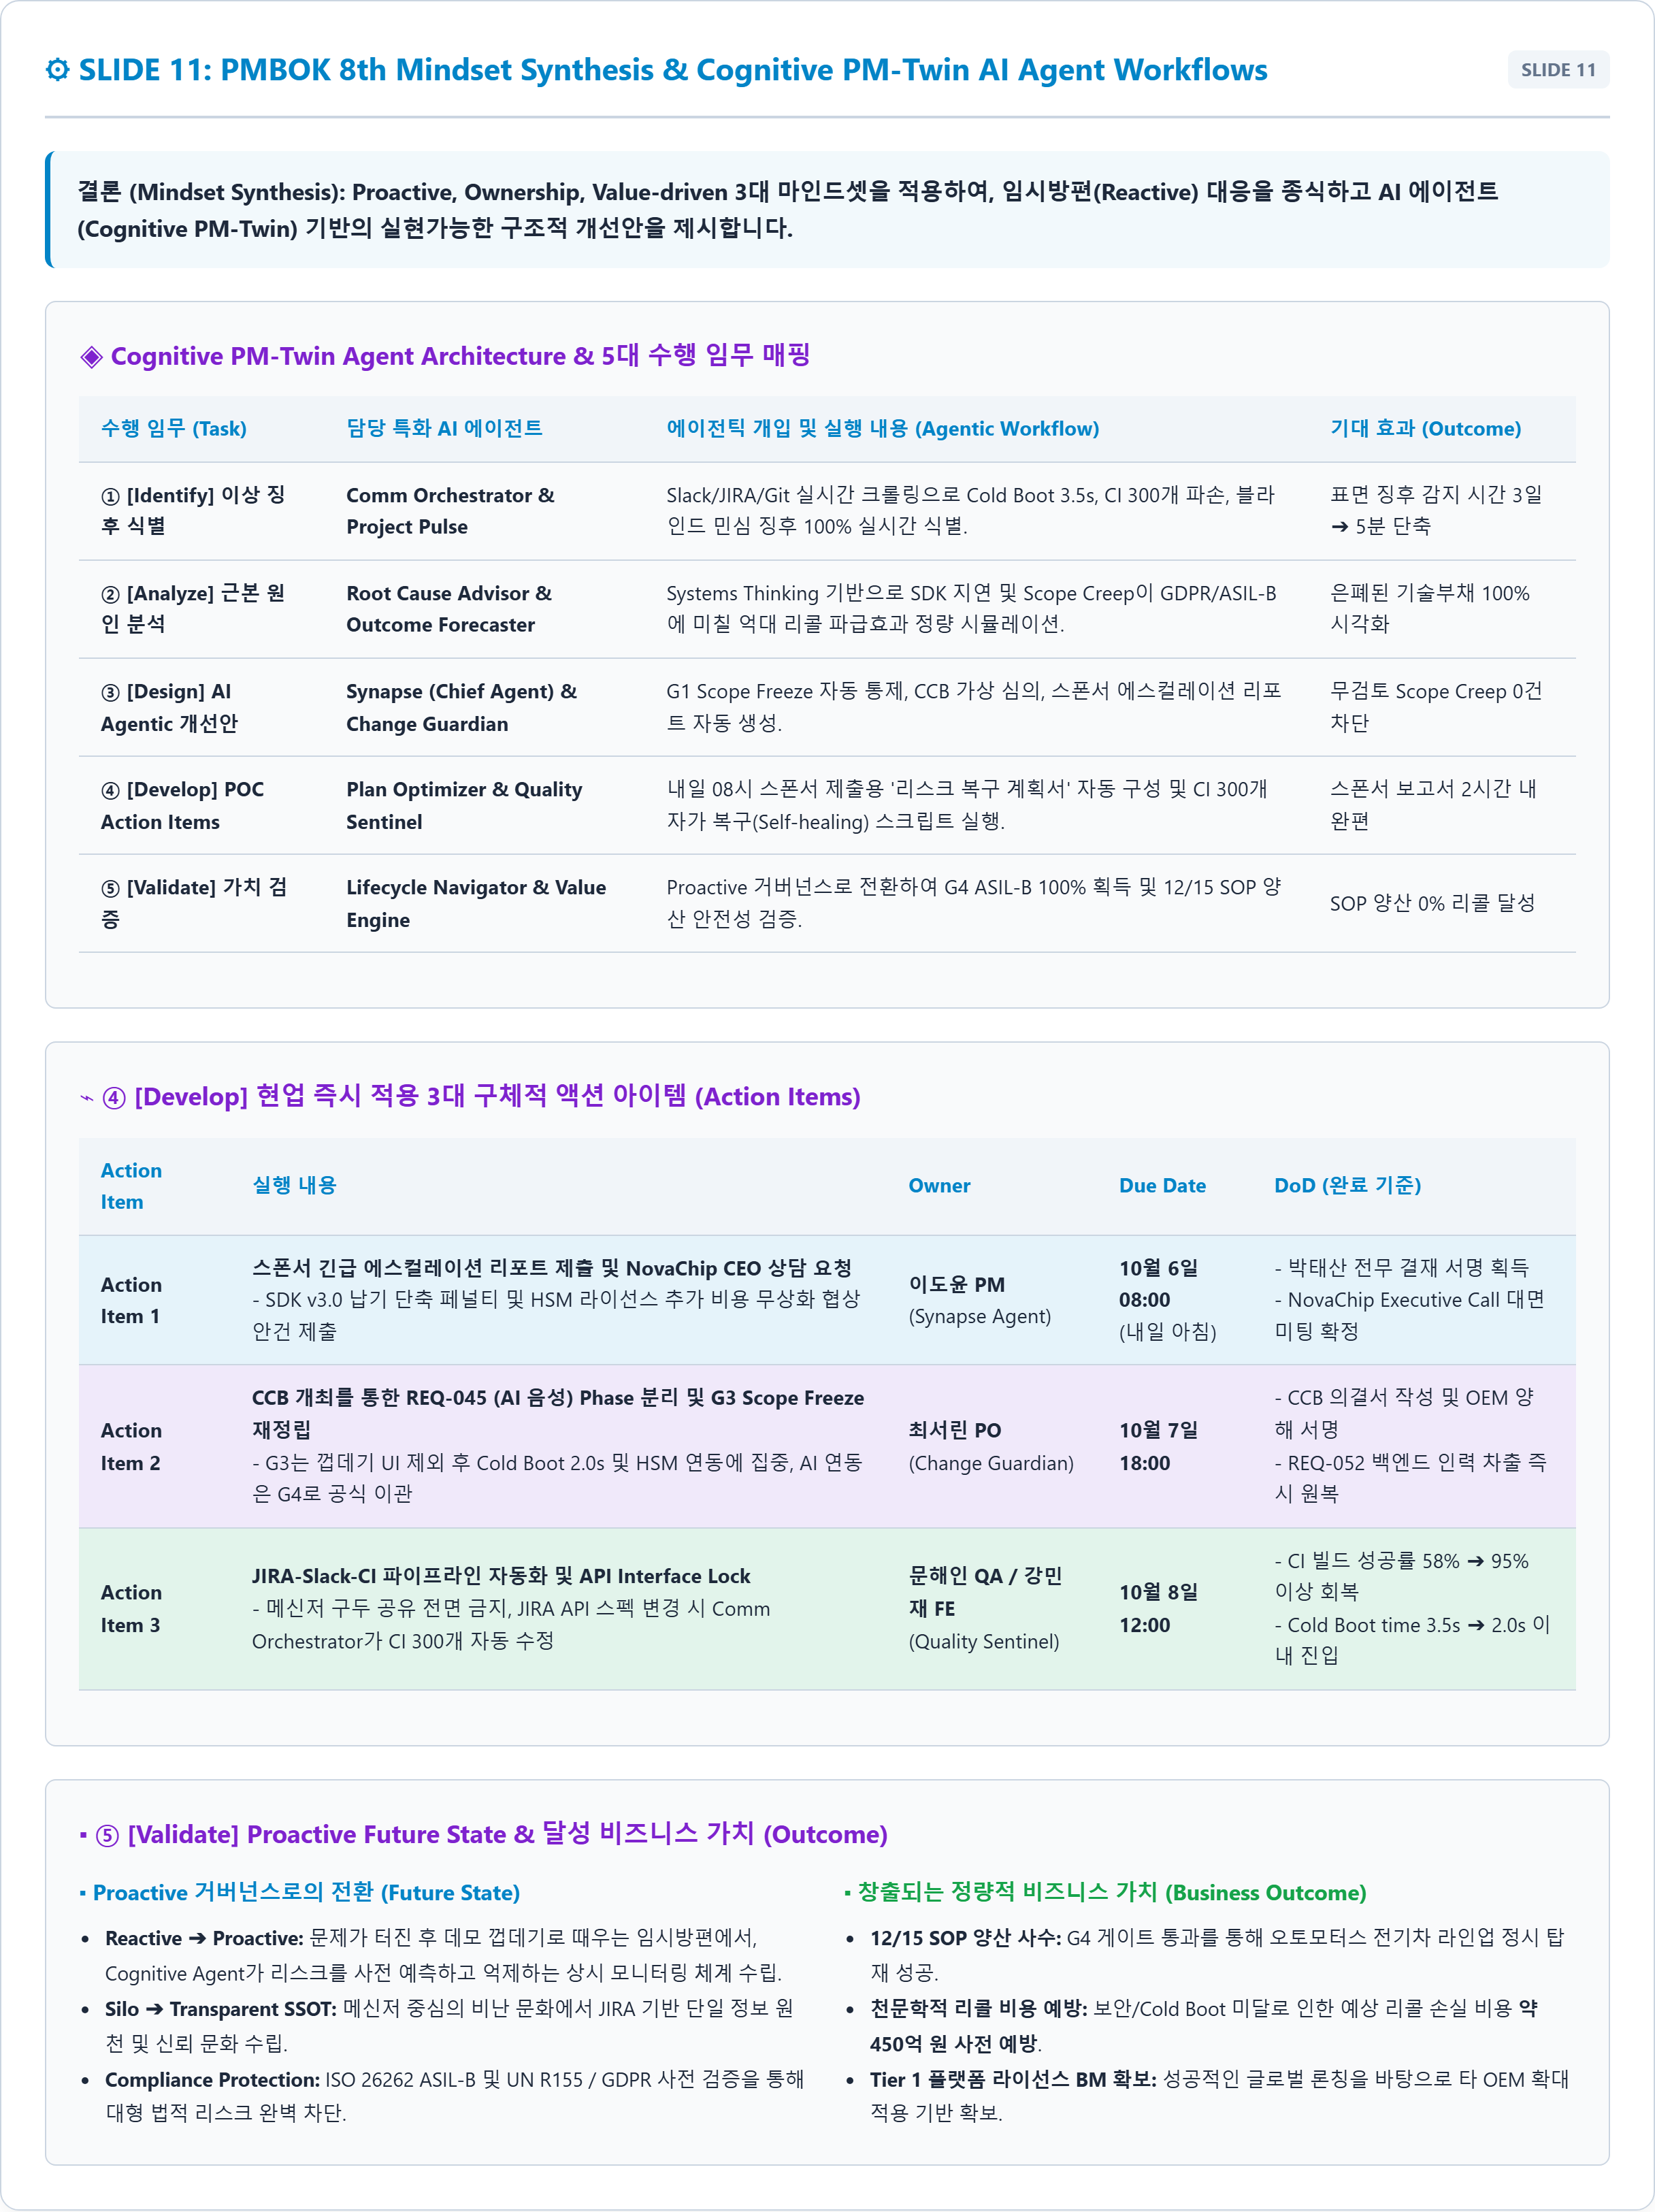 ⚙ SLIDE 11: PMBOK 8th Mindset Synthesis & Cognitive PM-Twin AI Agent Workflows
SLIDE 11
결론 (Mindset Synthesis): Proactive, Ownership, Value-driven 3대 마인드셋을 적용하여, 임시방편(Reactive) 대응을 종식하고 AI 에이전트
(Cognitive PM-Twin) 기반의 실현가능한 구조적 개선안을 제시합니다.
◈ Cognitive PM-Twin Agent Architecture & 5대 수행 임무 매핑
수행 임무 (Task)
담당 특화 AI 에이전트
에이전틱 개입 및 실행 내용 (Agentic Workflow)
기대 효과 (Outcome)
① [Identify] 이상 징
후 식별
Comm Orchestrator &
Project Pulse
Slack/JIRA/Git 실시간 크롤링으로 Cold Boot 3.5s, CI 300개 파손, 블라
인드 민심 징후 100% 실시간 식별.
표면 징후 감지 시간 3일
➔ 5분 단축
② [Analyze] 근본 원
인 분석
Root Cause Advisor &
Outcome Forecaster
Systems Thinking 기반으로 SDK 지연 및 Scope Creep이 GDPR/ASIL-B
에 미칠 억대 리콜 파급효과 정량 시뮬레이션.
은폐된 기술부채 100%
시각화
③ [Design] AI
Agentic 개선안
Synapse (Chief Agent) &
Change Guardian
G1 Scope Freeze 자동 통제, CCB 가상 심의, 스폰서 에스컬레이션 리포
트 자동 생성.
무검토 Scope Creep 0건
차단
④ [Develop] POC
Action Items
Plan Optimizer & Quality
Sentinel
내일 08시 스폰서 제출용 '리스크 복구 계획서' 자동 구성 및 CI 300개
자가 복구(Self-healing) 스크립트 실행.
스폰서 보고서 2시간 내
완편
⑤ [Validate] 가치 검
증
Lifecycle Navigator & Value
Engine
Proactive 거버넌스로 전환하여 G4 ASIL-B 100% 획득 및 12/15 SOP 양
산 안전성 검증.
SOP 양산 0% 리콜 달성
⌁ ④ [Develop] 현업 즉시 적용 3대 구체적 액션 아이템 (Action Items)
Action
Item
실행 내용
Owner
Due Date
DoD (완료 기준)
Action
Item 1
스폰서 긴급 에스컬레이션 리포트 제출 및 NovaChip CEO 상담 요청
- SDK v3.0 납기 단축 페널티 및 HSM 라이선스 추가 비용 무상화 협상
안건 제출
이도윤 PM
(Synapse Agent)
10월 6일
08:00
(내일 아침)
- 박태산 전무 결재 서명 획득
- NovaChip Executive Call 대면
미팅 확정
Action
Item 2
CCB 개최를 통한 REQ-045 (AI 음성) Phase 분리 및 G3 Scope Freeze
재정립
- G3는 껍데기 UI 제외 후 Cold Boot 2.0s 및 HSM 연동에 집중, AI 연동
은 G4로 공식 이관
최서린 PO
(Change Guardian)
10월 7일
18:00
- CCB 의결서 작성 및 OEM 양
해 서명
- REQ-052 백엔드 인력 차출 즉
시 원복
Action
Item 3
JIRA-Slack-CI 파이프라인 자동화 및 API Interface Lock
- 메신저 구두 공유 전면 금지, JIRA API 스펙 변경 시 Comm
Orchestrator가 CI 300개 자동 수정
문해인 QA / 강민
재 FE
(Quality Sentinel)
10월 8일
12:00
- CI 빌드 성공률 58% ➔ 95%
이상 회복
- Cold Boot time 3.5s ➔ 2.0s 이
내 진입
▪ ⑤ [Validate] Proactive Future State & 달성 비즈니스 가치 (Outcome)
▪ Proactive 거버넌스로의 전환 (Future State)
• Reactive ➔ Proactive: 문제가 터진 후 데모 껍데기로 때우는 임시방편에서,
Cognitive Agent가 리스크를 사전 예측하고 억제하는 상시 모니터링 체계 수립.
• Silo ➔ Transparent SSOT: 메신저 중심의 비난 문화에서 JIRA 기반 단일 정보 원
천 및 신뢰 문화 수립.
• Compliance Protection: ISO 26262 ASIL-B 및 UN R155 / GDPR 사전 검증을 통해
대형 법적 리스크 완벽 차단.
▪ 창출되는 정량적 비즈니스 가치 (Business Outcome)
• 12/15 SOP 양산 사수: G4 게이트 통과를 통해 오토모터스 전기차 라인업 정시 탑
재 성공.
• 천문학적 리콜 비용 예방: 보안/Cold Boot 미달로 인한 예상 리콜 손실 비용 약
450억 원 사전 예방.
• Tier 1 플랫폼 라이선스 BM 확보: 성공적인 글로벌 론칭을 바탕으로 타 OEM 확대
적용 기반 확보.